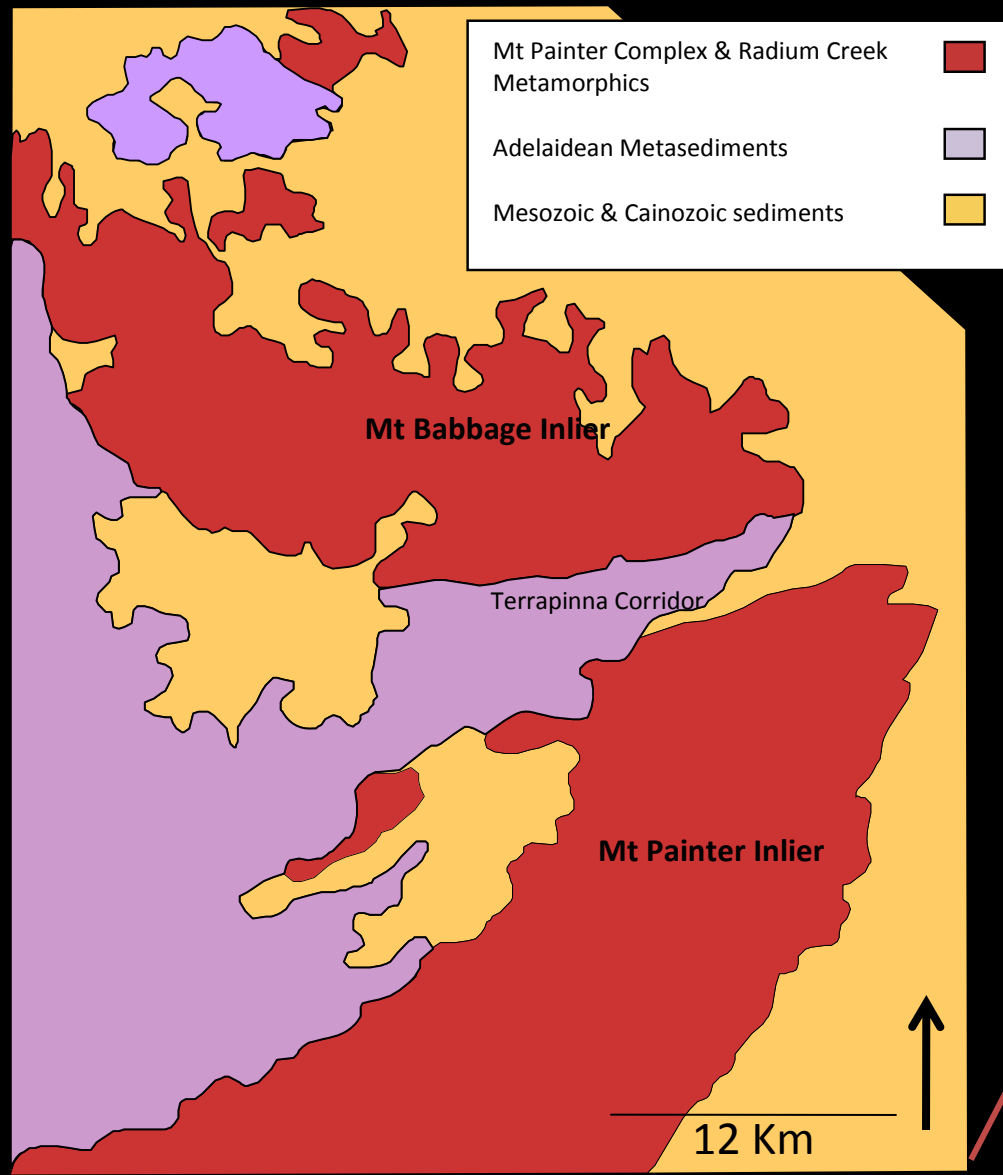 Mt Painter Complex & Radium Creek
Metamorphics
Adelaidean Metasediments
Mesozoic & Cainozoic sediments
Mt Babbage Inlier
Terrapinna Corridor
Mt Painter Inlier
12 Km